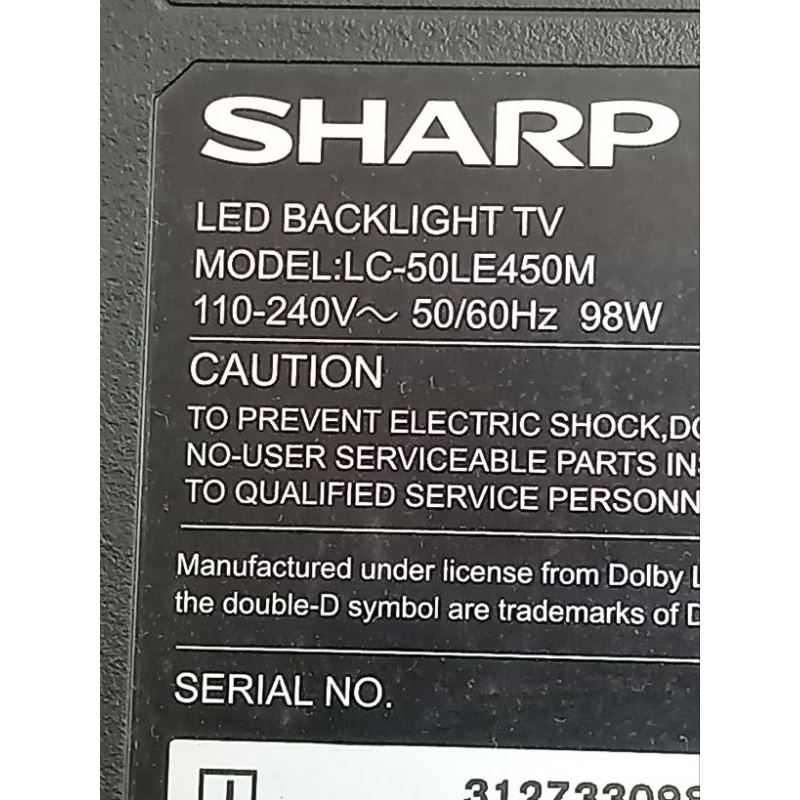 SHARP
LED BACKLIGHT TV
MODEL:LC-50LE450M
110-240V～ 50/60Hz 98W
CAUTION
TO PREVENT ELECTRIC SHOCK,DO
NO-USER SERVICEABLE PARTS
TO QUALIFIED SERVICE
Manufactured under license from Dolby
the double-D symbol are trademarks of
SERIAL NO.